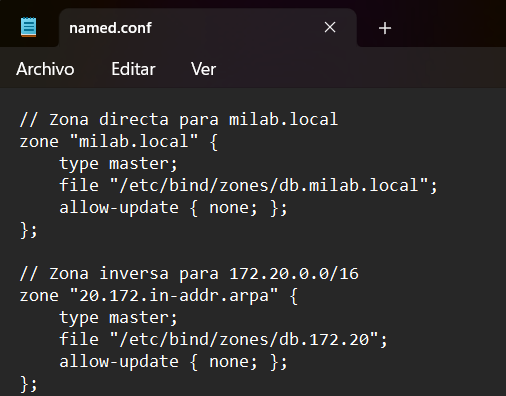 named.conf
Archivo Editar Ver
// Zona directa para milab.local
zone "milab.local" {
    type master;
    file "/etc/bind/zones/db.milab.local";
    allow-update { none; };
};

// Zona inversa para 172.20.0.0/16
zone "20.172.in-addr.arpa" {
    type master;
    file "/etc/bind/zones/db.172.20";
    allow-update { none; };
};